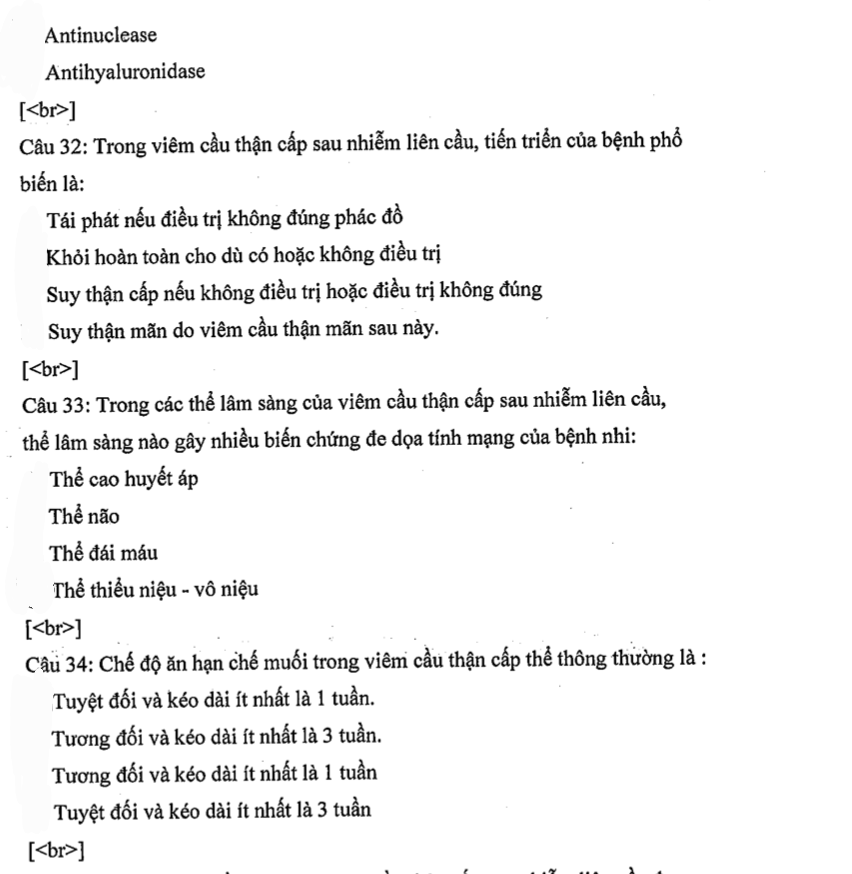 Antinuclease
Antihyaluronidase
[<br>]
Câu 32: Trong viêm cầu thận cấp sau nhiễm liên cầu, tiến triển của bệnh phổ
biến là:
Tái phát nếu điều trị không đúng phác đồ
Khỏi hoàn toàn cho dù có hoặc không điều trị
Suy thận cấp nếu không điều trị hoặc điều trị không đúng
Suy thận mãn do viêm cầu thận mãn sau này.
[<br>]
Câu 33: Trong các thể lâm sàng của viêm cầu thận cấp sau nhiễm liên cầu,
thể lâm sàng nào gây nhiều biến chứng đe dọa tính mạng của bệnh nhi:
Thể cao huyết áp
Thể não
Thể đái máu
Thể thiểu niệu - vô niệu
[<br>]
Câu 34: Chế độ ăn hạn chế muối trong viêm cầu thận cấp thể thông thường là :
Tuyệt đối và kéo dài ít nhất là 1 tuần.
Tương đối và kéo dài ít nhất là 3 tuần.
Tương đối và kéo dài ít nhất là 1 tuần
Tuyệt đối và kéo dài ít nhất là 3 tuần
[<br>]